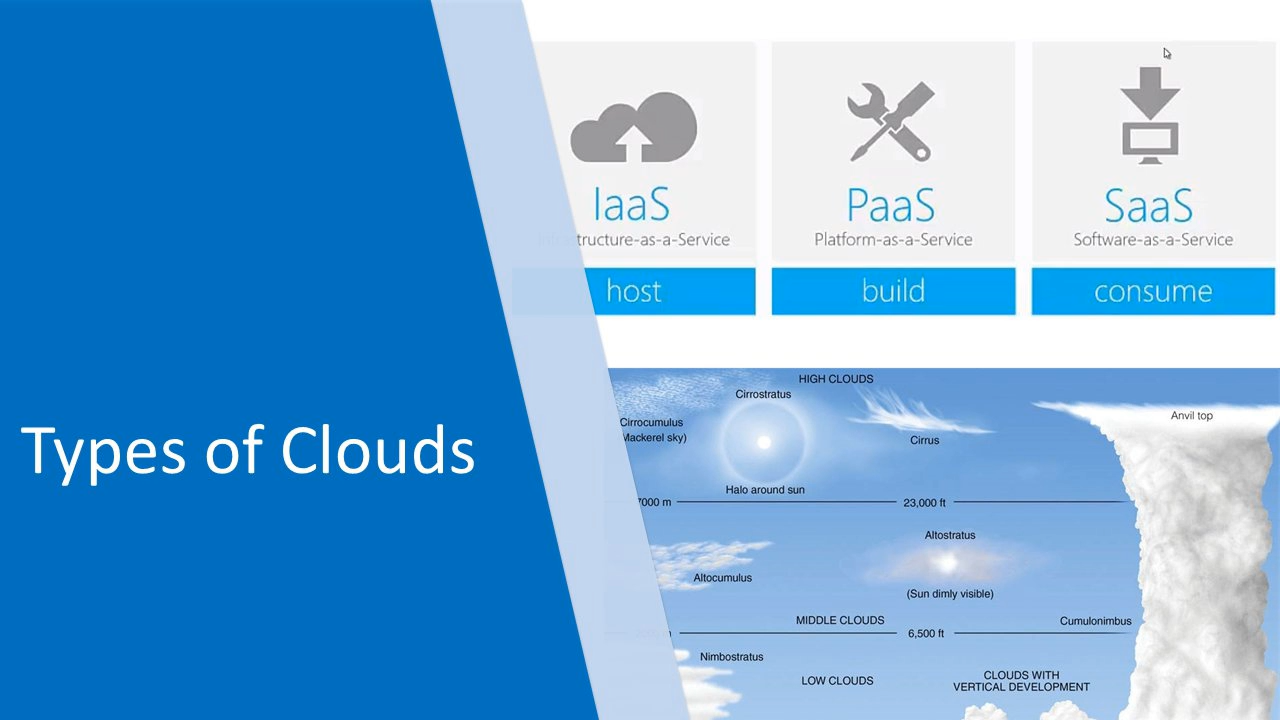 Types of Clouds
IaaS
PaaS
SaaS
Infrastructure-as-a-Service
Platform-as-a-Service
Software-as-a-Service
host
build
consume
HIGH CLOUDS
Cirrostratus
Cirrocumulus
(Mackerel sky)
Cirrus
Anvil top
Halo around sun
7000 m
23,000 ft
Altostratus
Altocumulus
(Sun dimly visible)
MIDDLE CLOUDS
Cumulonimbus
6,500 ft
Nimbostratus
LOW CLOUDS
CLOUDS WITH
VERTICAL DEVELOPMENT